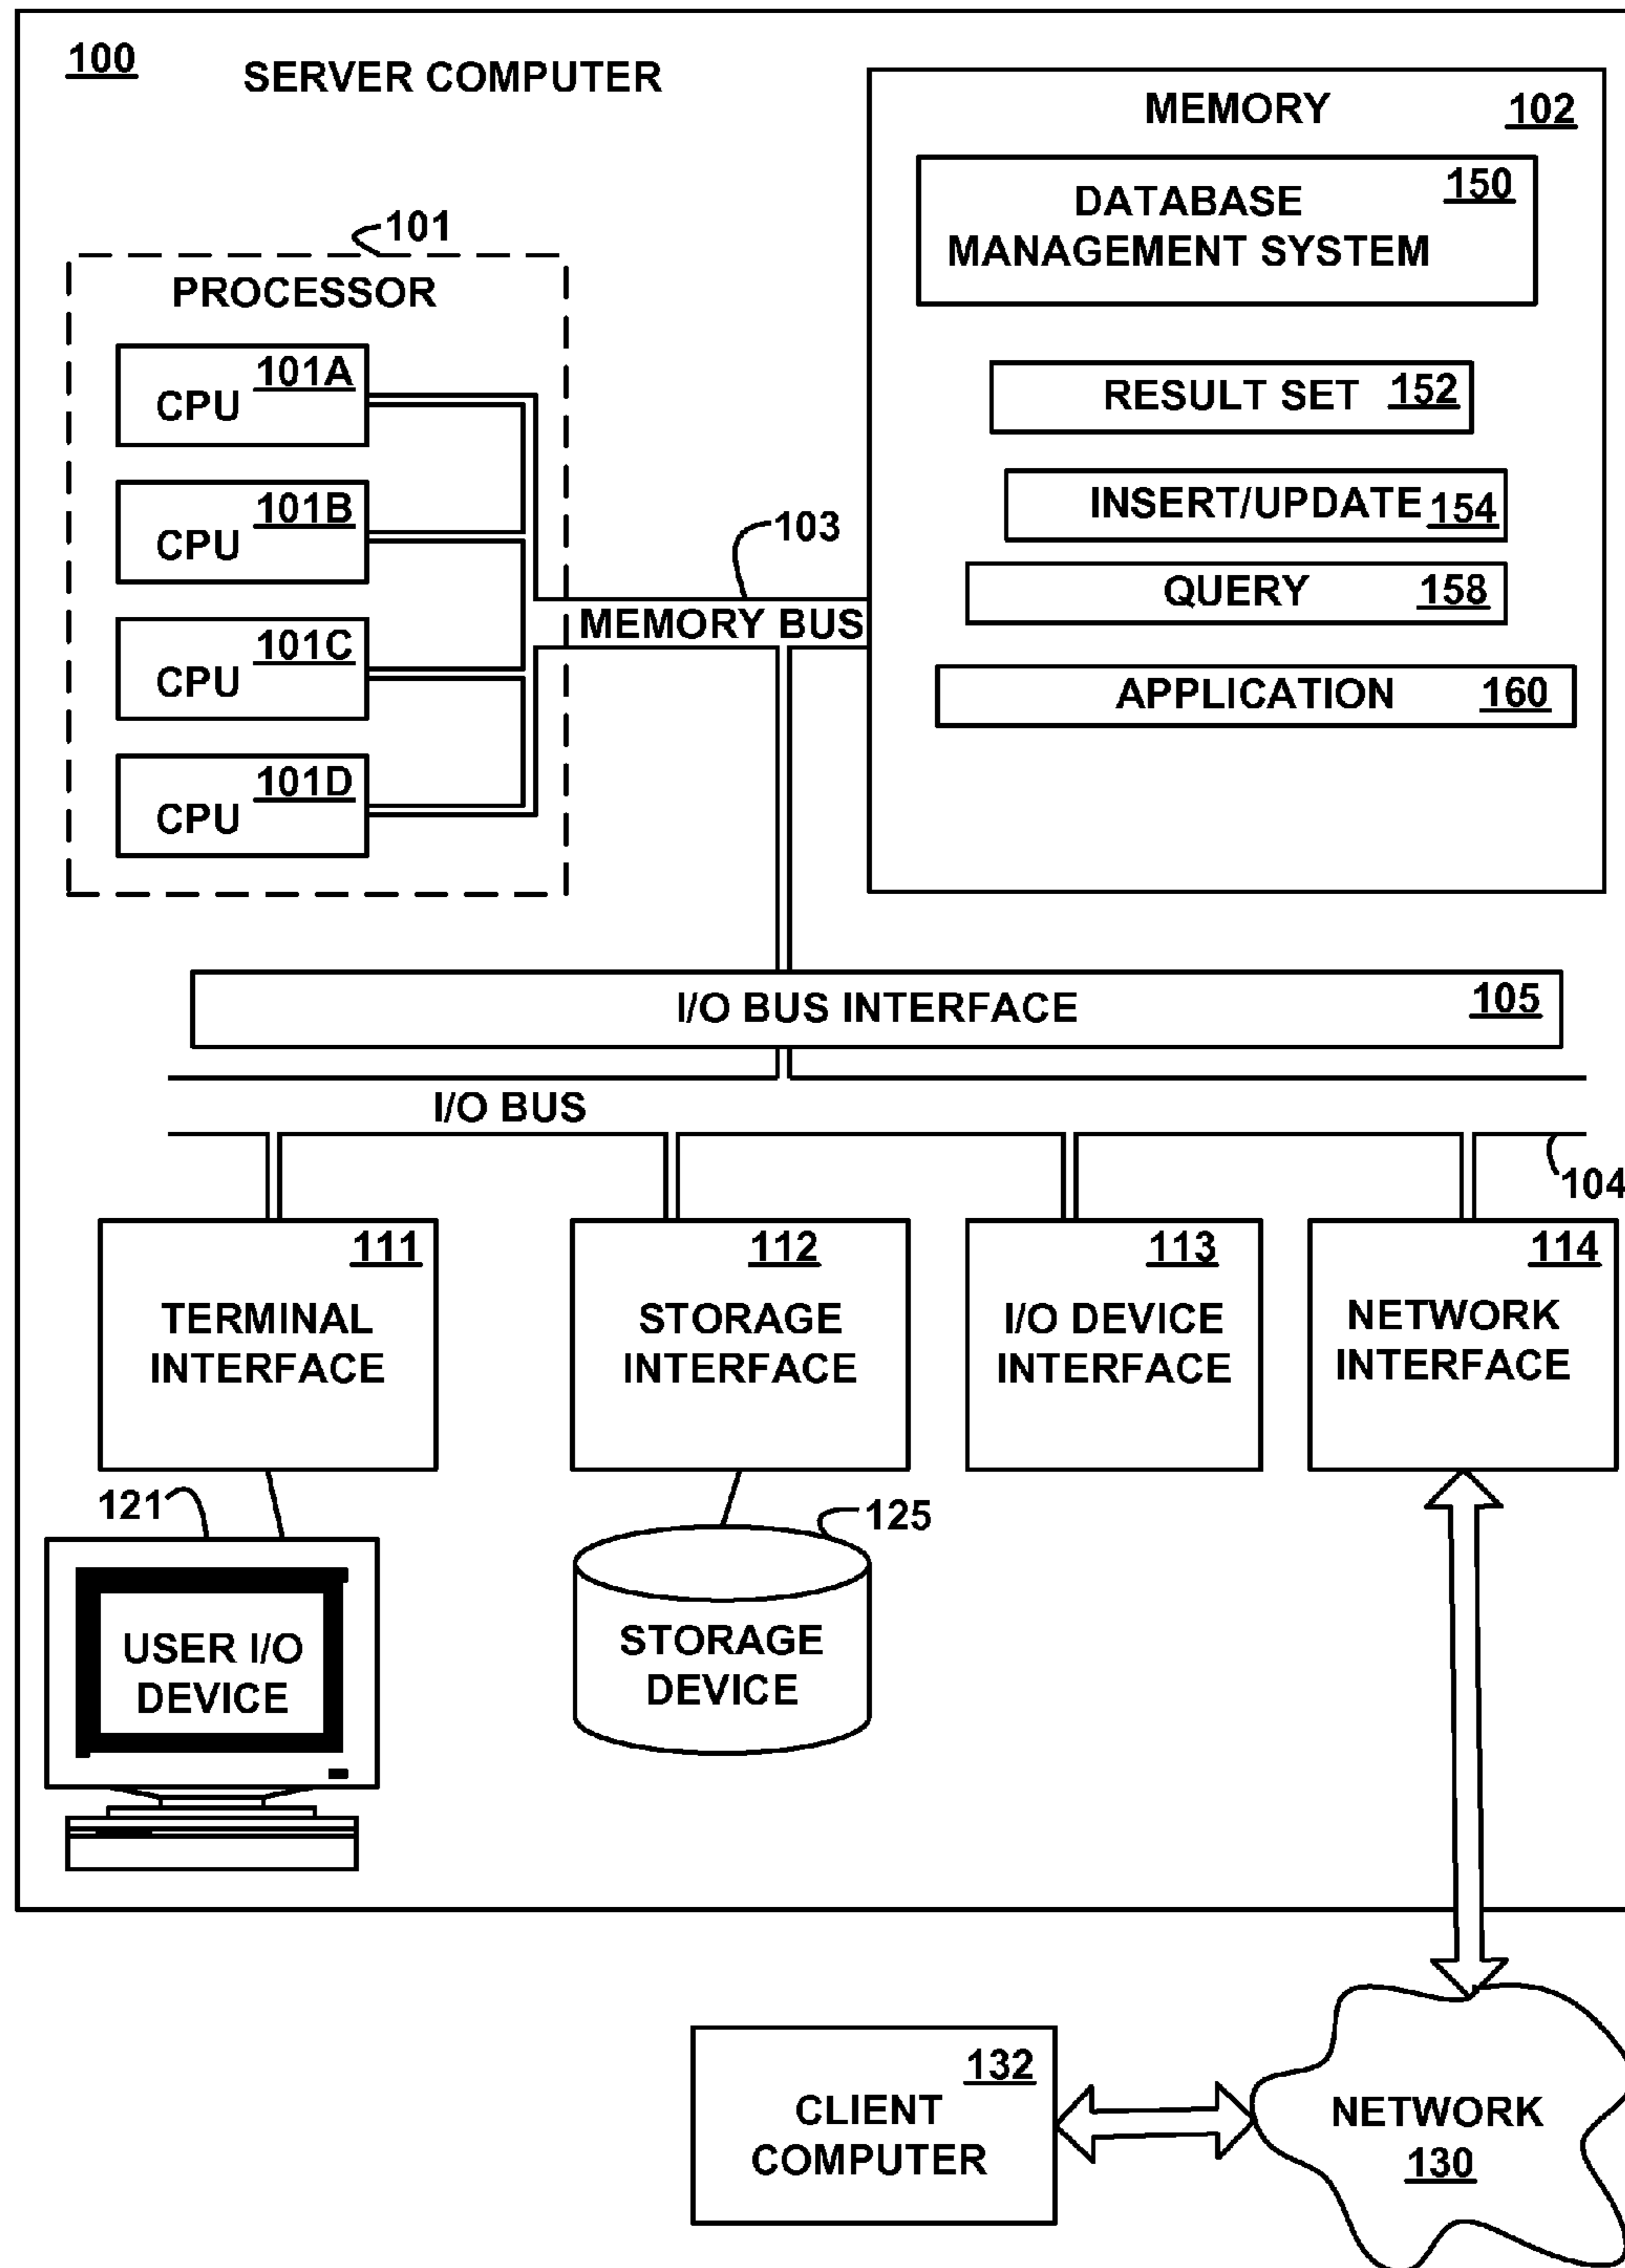 100
SERVER COMPUTER
MEMORY 102
DATABASE 150
MANAGEMENT SYSTEM
RESULT SET 152
INSERT/UPDATE 154
QUERY 158
APPLICATION 160
101
PROCESSOR
101A
CPU
101B
CPU
101C
CPU
101D
CPU
103
MEMORY BUS
I/O BUS INTERFACE 105
I/O BUS
104
111
TERMINAL
INTERFACE
112
STORAGE
INTERFACE
113
I/O DEVICE
INTERFACE
114
NETWORK
INTERFACE
121
USER I/O
DEVICE
125
STORAGE
DEVICE
132
CLIENT
COMPUTER
NETWORK
130